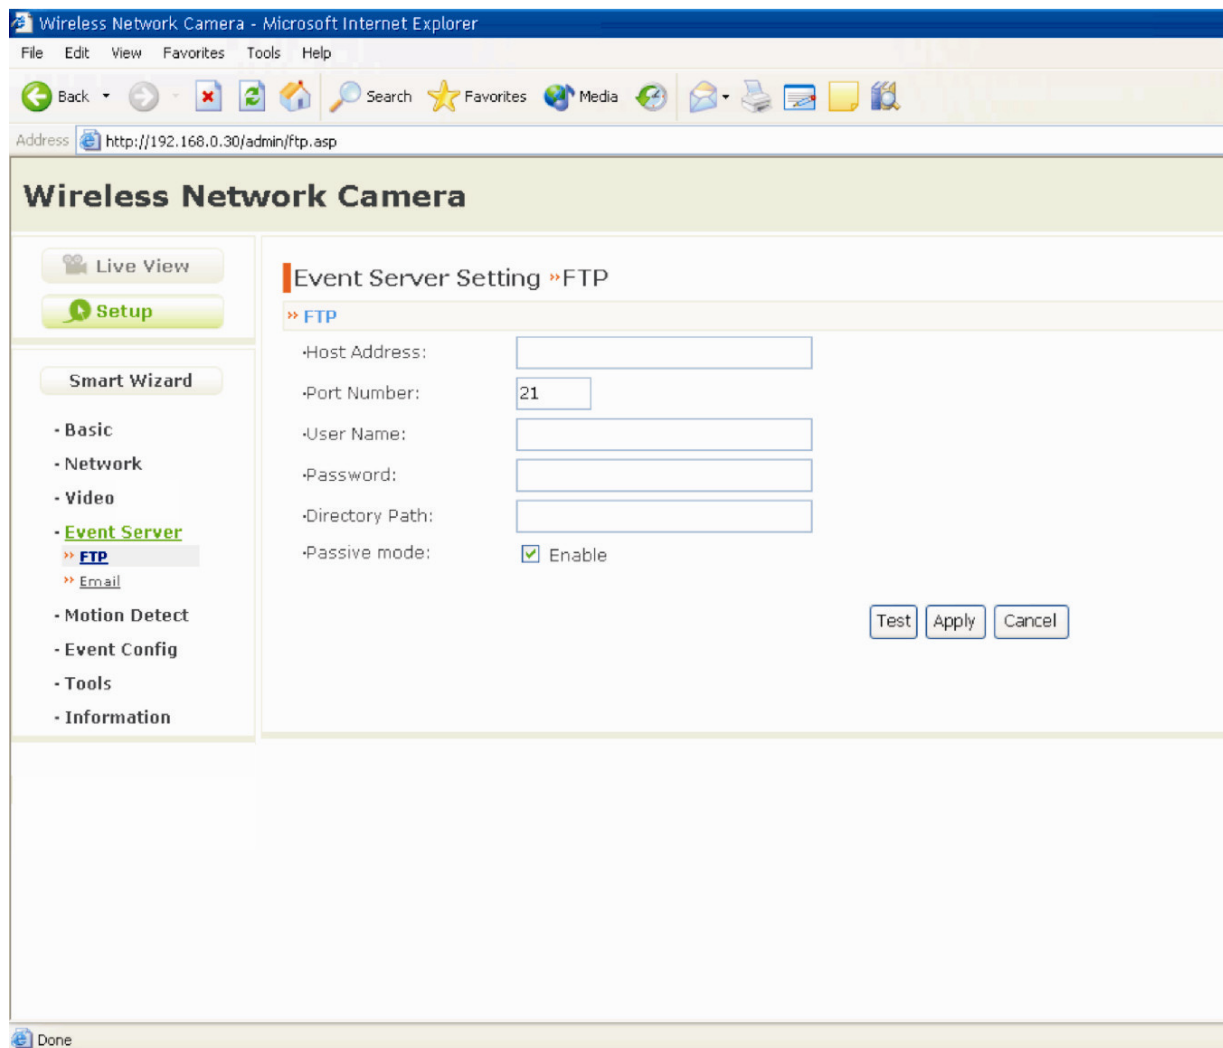 Wireless Network Camera - Microsoft Internet Explorer
File Edit View Favorites Tools Help
Back Search Favorites Media
Address http://192.168.0.30/admin/ftp.asp
Wireless Network Camera
Live View
Setup
Smart Wizard
- Basic
- Network
- Video
- Event Server
» FTP
» Email
- Motion Detect
- Event Config
- Tools
- Information
Event Server Setting »FTP
» FTP
·Host Address:
·Port Number: 21
·User Name:
·Password:
·Directory Path:
·Passive mode: Enable
Test Apply Cancel
Done